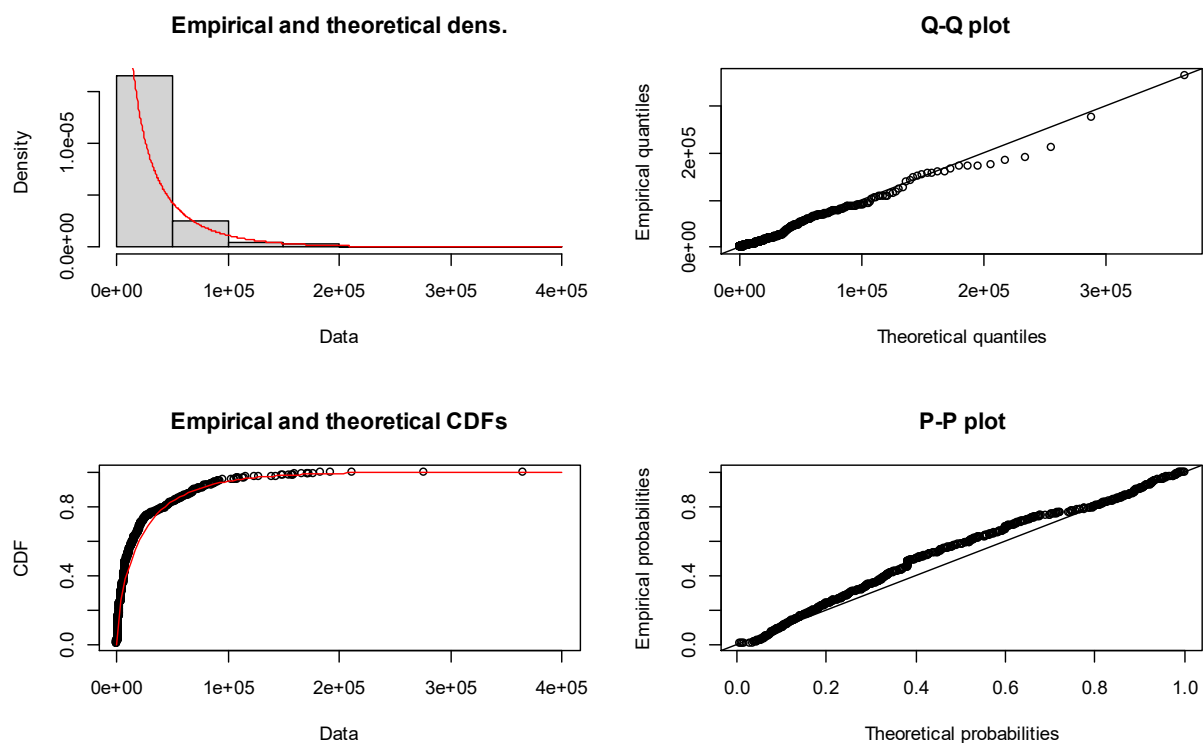 Empirical and theoretical dens.
Density
0.0e+00
1.0e-05
0e+00 1e+05 2e+05 3e+05 4e+05
Data
Q-Q plot
Empirical quantiles
0e+00
2e+05
0e+00 1e+05 2e+05 3e+05
Theoretical quantiles
Empirical and theoretical CDFs
CDF
0.0
0.4
0.8
0e+00 1e+05 2e+05 3e+05 4e+05
Data
P-P plot
Empirical probabilities
0.0
0.4
0.8
0.0 0.2 0.4 0.6 0.8 1.0
Theoretical probabilities